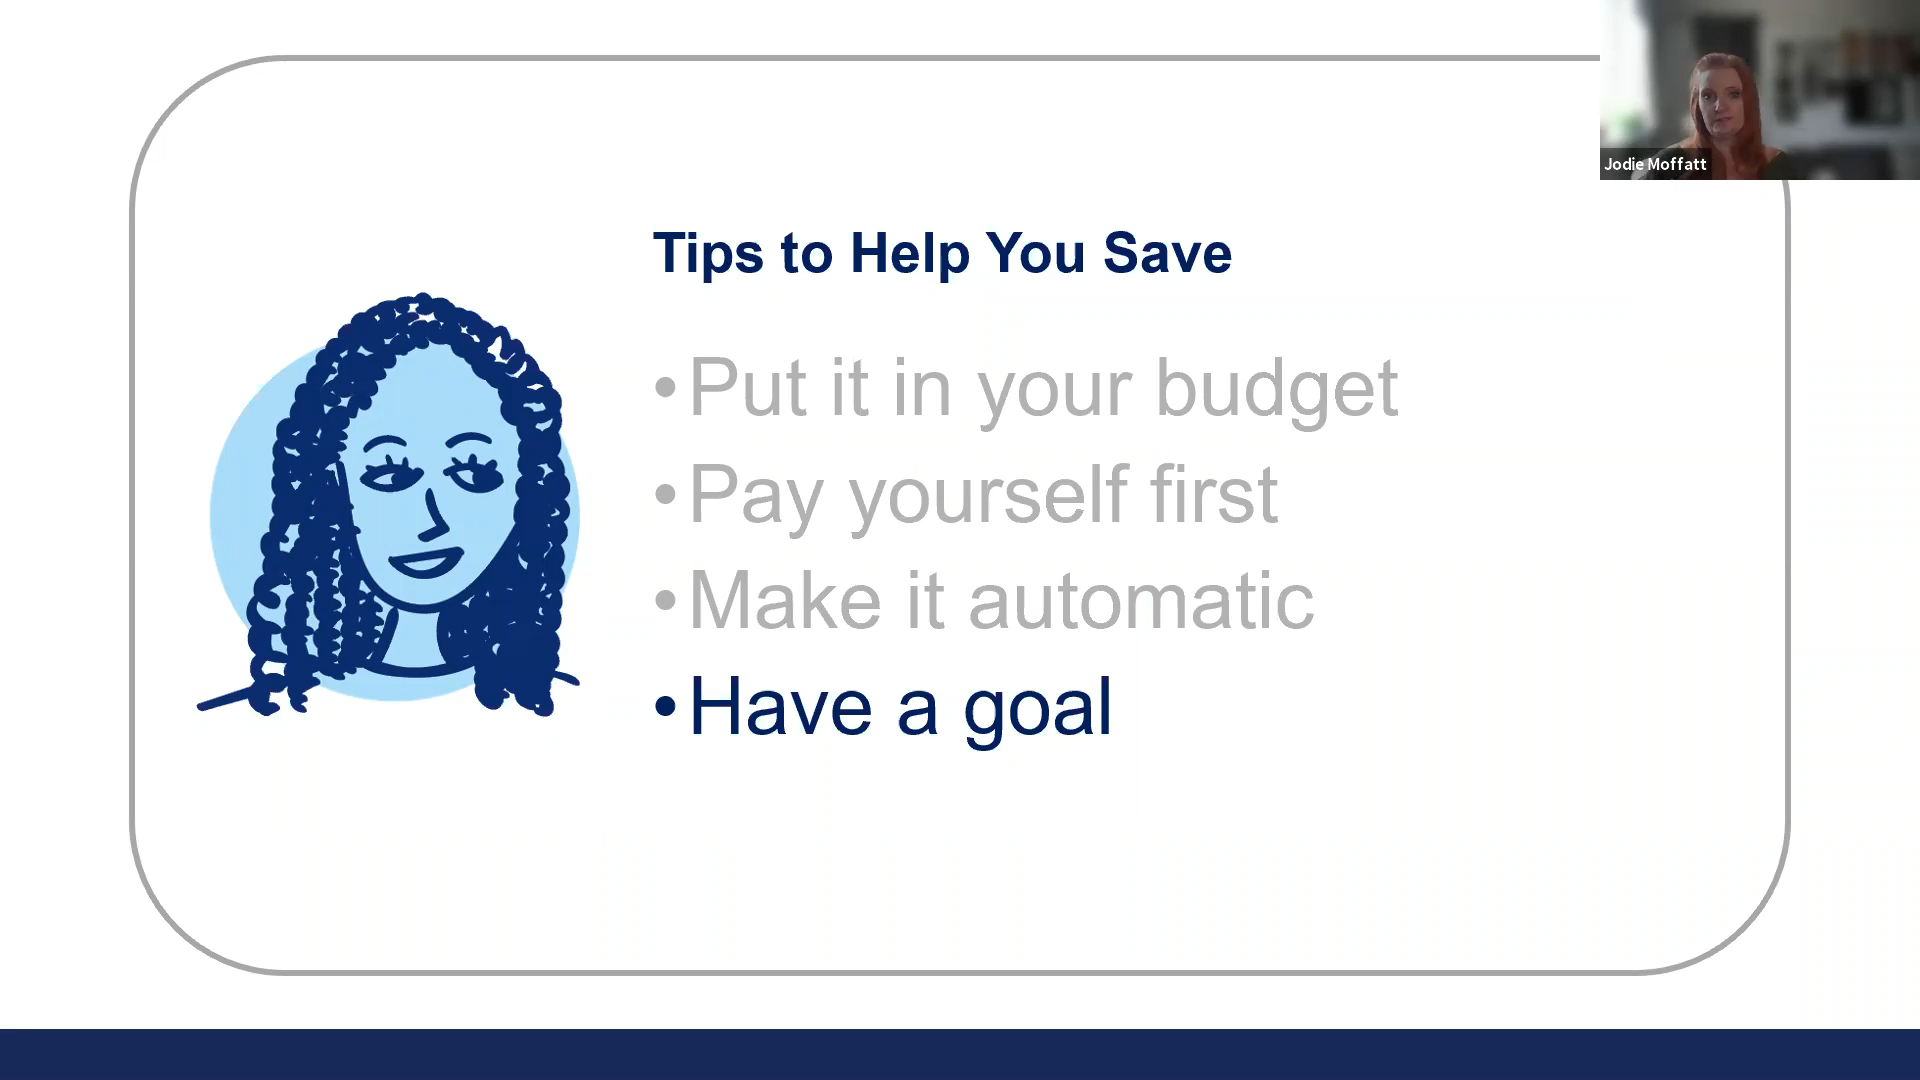 Jodie Moffatt
Tips to Help You Save
•Put it in your budget
•Pay yourself first
•Make it automatic
•Have a goal